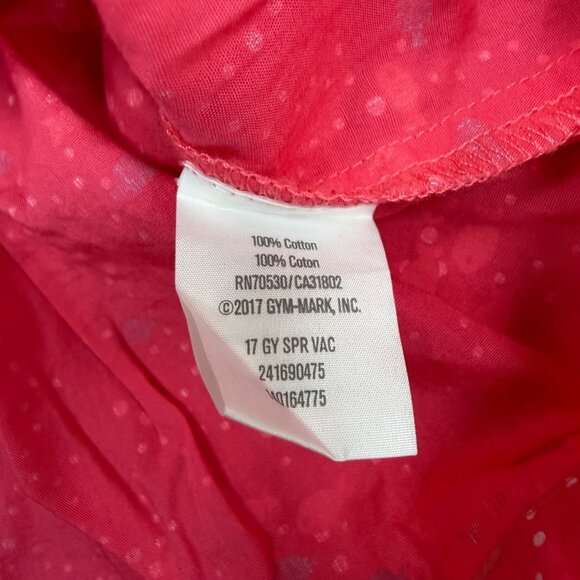 100% Cotton
100% Coton
RN70530/CA31802
©2017 GYM-MARK, INC.
17 GY SPR VAC
241690475